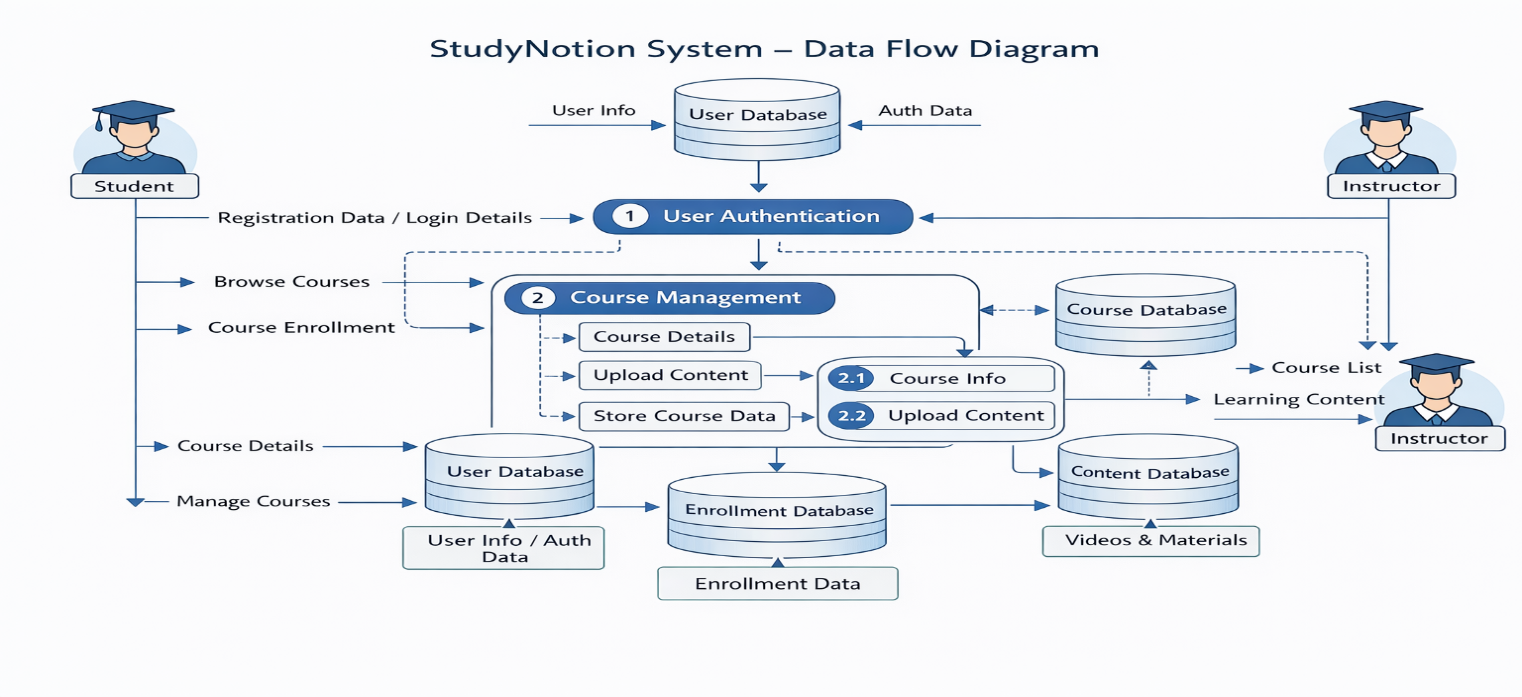 StudyNotion System – Data Flow Diagram
User Info
User Database
Auth Data
Student
Instructor
Registration Data / Login Details
1 User Authentication
Browse Courses
2 Course Management
Course Database
Course Enrollment
Course Details
Course List
Upload Content
2.1 Course Info
Learning Content
Store Course Data
2.2 Upload Content
Instructor
Course Details
User Database
Content Database
Manage Courses
Enrollment Database
User Info / Auth
Data
Videos & Materials
Enrollment Data